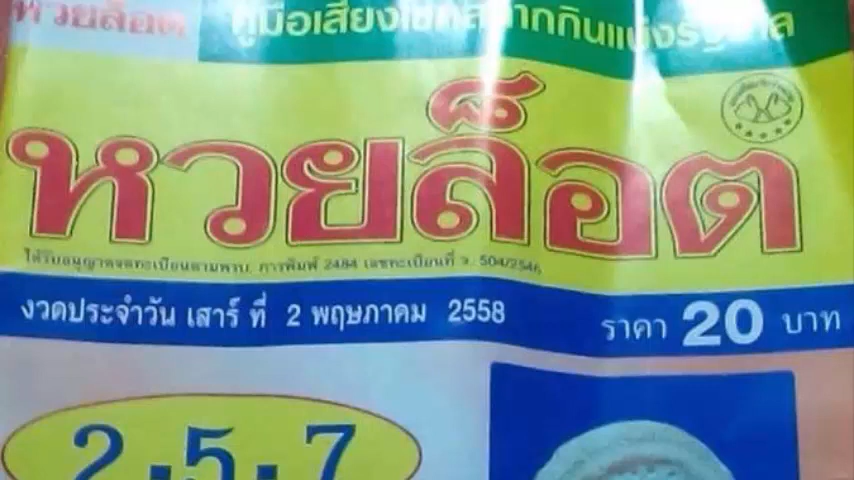 หวยล็อต
คู่มือเสี่ยงโชคสลากกินแบ่งรัฐบาล
หวยล็อต
ได้รับอนุญาตจดทะเบียนตามพรบ. การพิมพ์ 2484 เลขทะเบียนที่ จ. 504/2546
งวดประจำวัน เสาร์ ที่ 2 พฤษภาคม 2558
ราคา 20 บาท
2.5.7